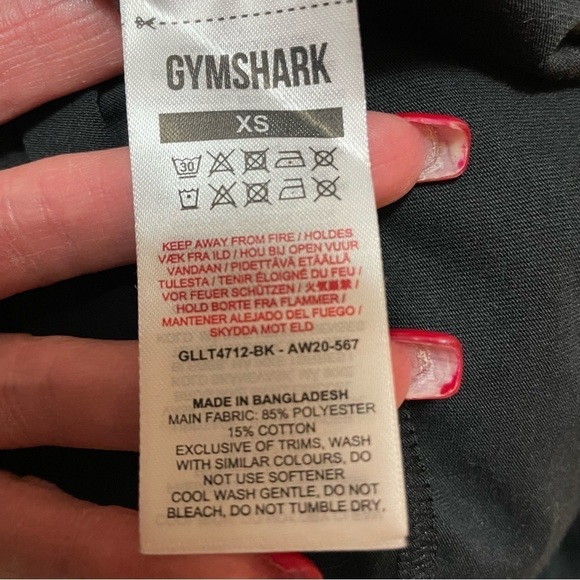 GYMSHARK
XS
30
KEEP AWAY FROM FIRE / HOLDES
VÆK FRA ILD / HOU BIJ OPEN VUUR
VANDAAN / PIDETTÄVÄ ETÄÄLLÄ
TULESTA / TENIR ÉLOIGNÉ DU FEU /
VOR FEUER SCHÜTZEN / 火気厳禁 /
HOLD BORTE FRA FLAMMER /
MANTENER ALEJADO DEL FUEGO /
SKYDDA MOT ELD
GLLT4712-BK - AW20-567
MADE IN BANGLADESH
MAIN FABRIC: 85% POLYESTER
15% COTTON
EXCLUSIVE OF TRIMS, WASH
WITH SIMILAR COLOURS, DO
NOT USE SOFTENER
COOL WASH GENTLE, DO NOT
BLEACH, DO NOT TUMBLE DRY.